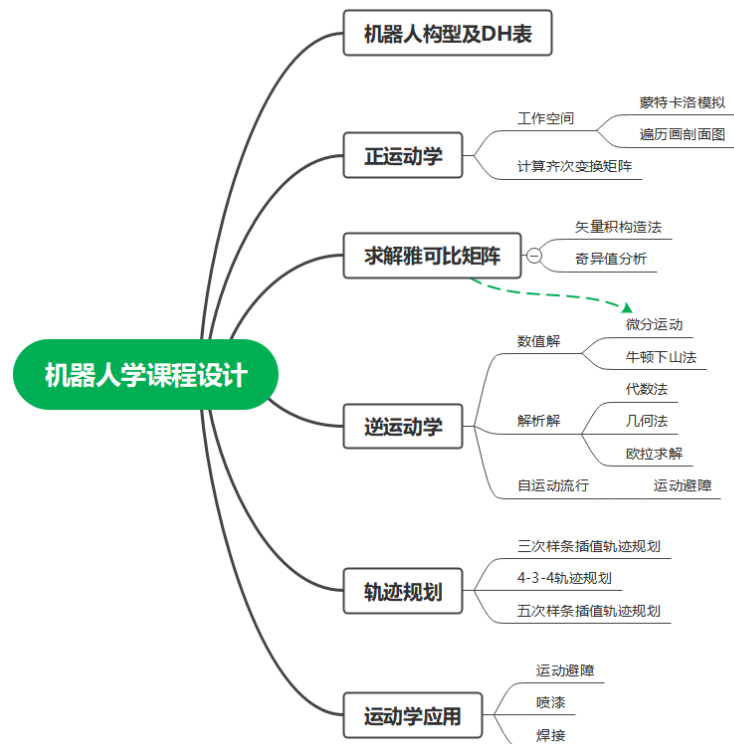 机器人构型及DH表
蒙特卡洛模拟
工作空间
遍历画剖面图
正运动学
计算齐次变换矩阵
矢量积构造法
求解雅可比矩阵
奇异值分析
微分运动
数值解
牛顿下山法
机器人学课程设计
代数法
解析解
几何法
逆运动学
欧拉求解
自运动流行
运动避障
三次样条插值轨迹规划
轨迹规划
4-3-4轨迹规划
五次样条插值轨迹规划
运动避障
运动学应用
喷漆
焊接